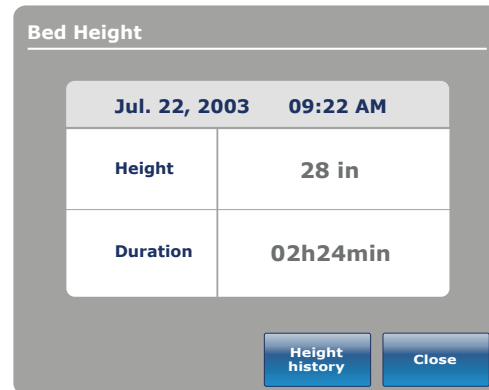 Bed Height
Jul. 22, 2003 09:22 AM
Height 28 in
Duration 02h24min
Height
history
Close